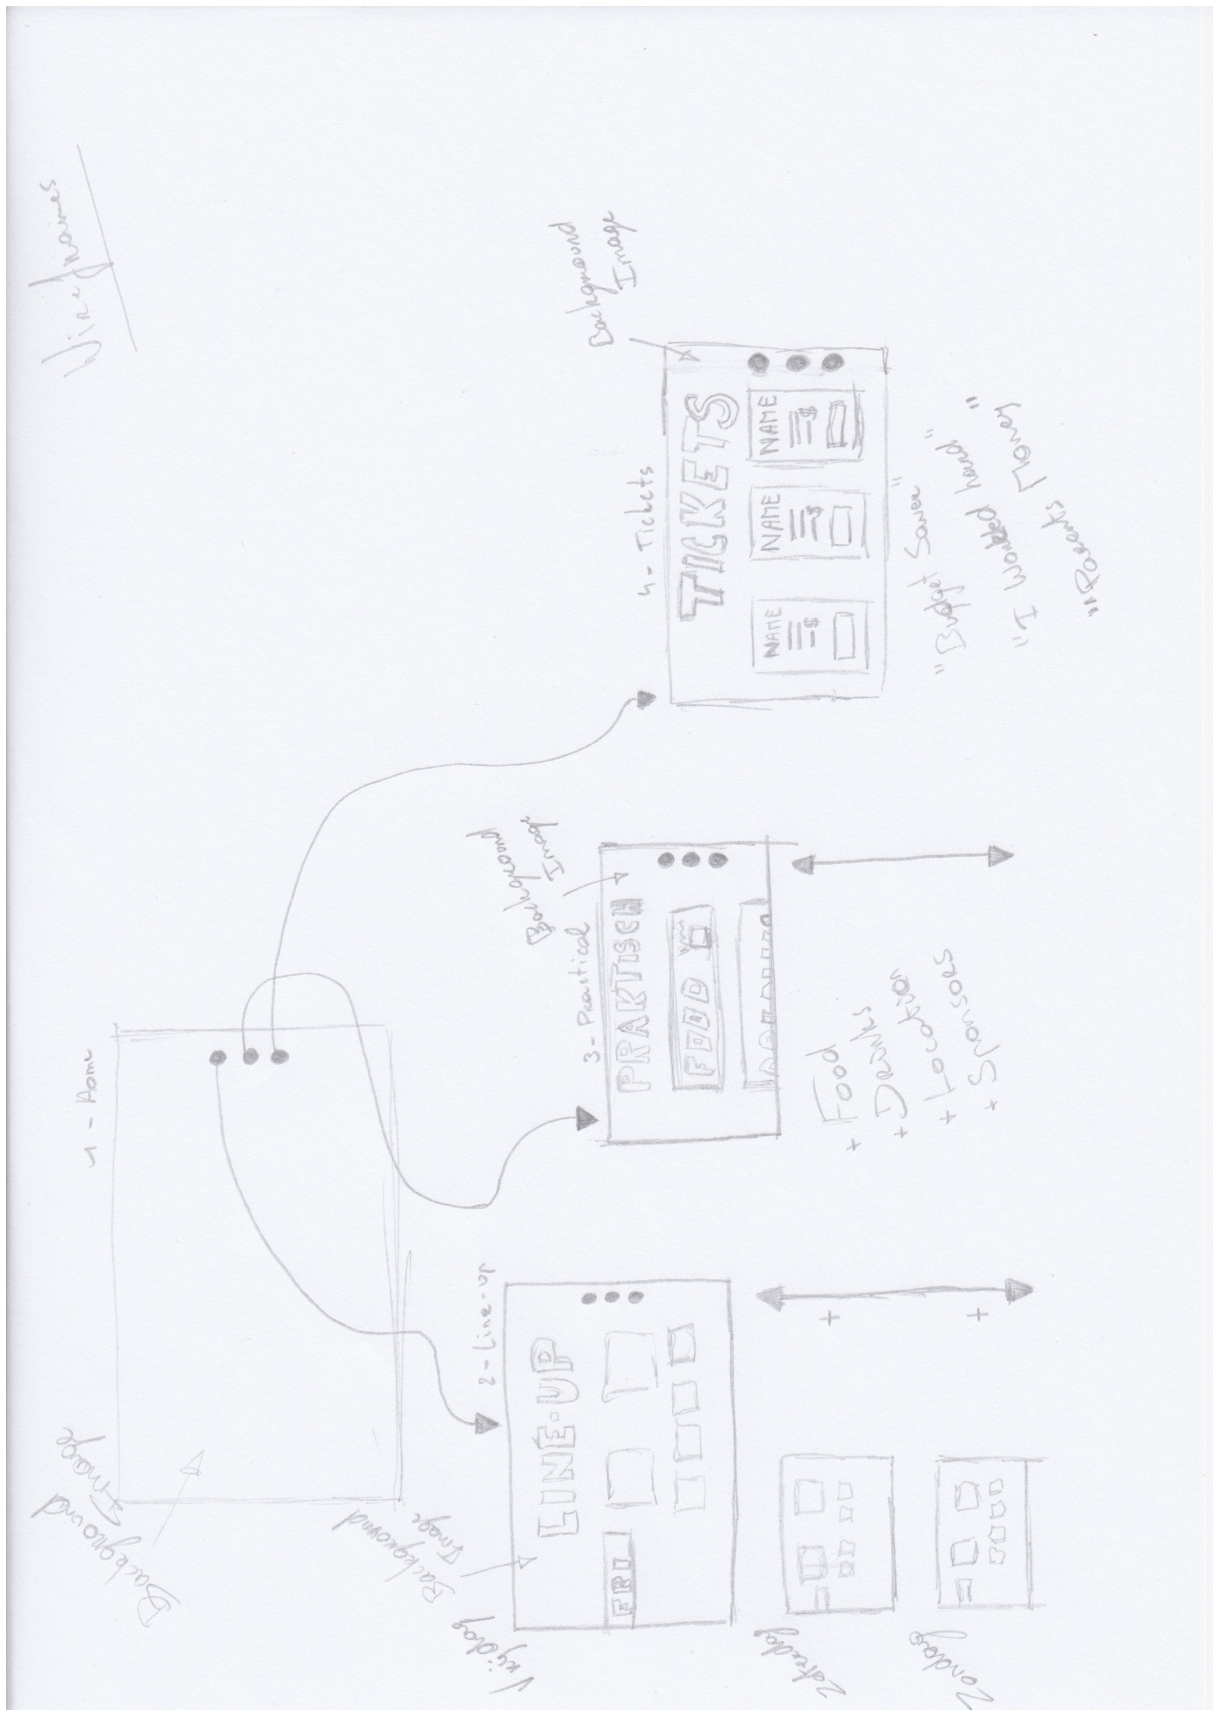 Wireframes
1 - Home
Background
Image
2 - Line-up
Background
Image
Vrijdag
LINE-UP
FRI
+
+
Zaterdag
Zondag
3 - Practical
Background
Image
PRAKTISCH
FOOD
+ Food
+ Drinks
+ Location
+ Sponsors
4 - Tickets
Background
Image
TICKETS
NAME
$
NAME
$
NAME
$
"Budget Saver"
"I worked hard"
"Parents Money"